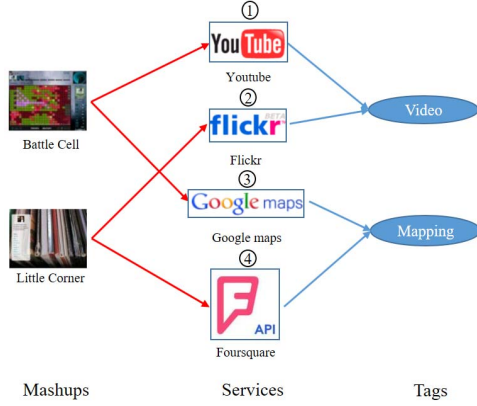 ①
YouTube
Youtube
②
BETA
flickr
Flickr
③
Google maps
Google maps
④
API
Foursquare
Battle Cell
Little Corner
Video
Mapping
Mashups Services Tags